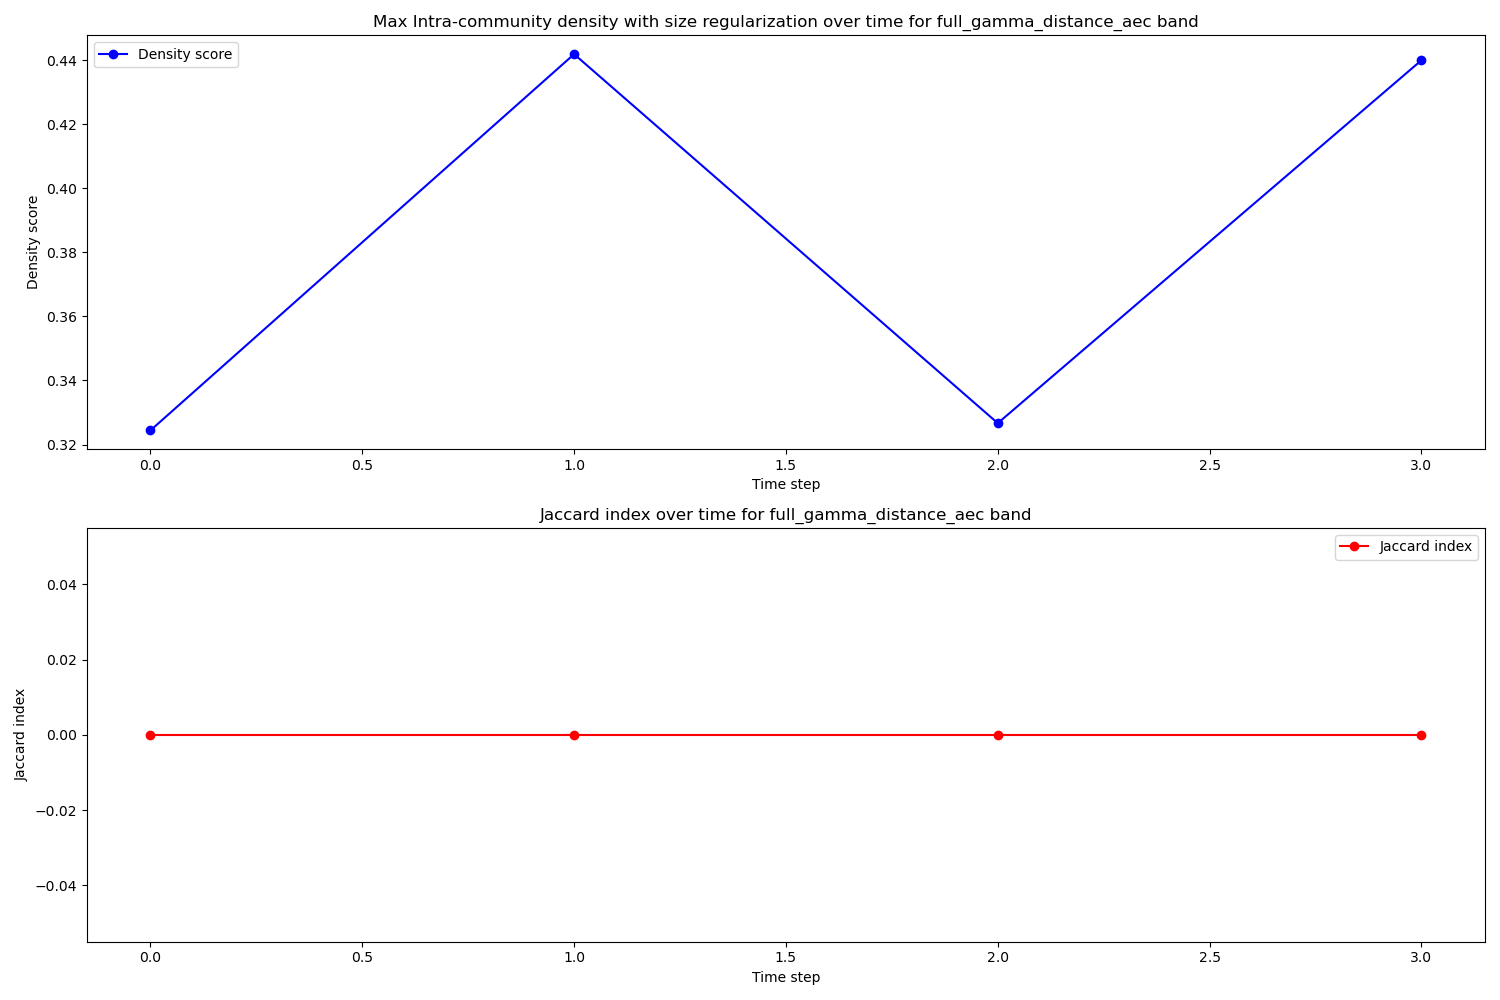 Max Intra-community density with size regularization over time for full_gamma_distance_aec band
Density score
0.44
0.42
0.40
0.38
0.36
0.34
0.32
Density score
0.0 0.5 1.0 1.5 2.0 2.5 3.0
Time step
Jaccard index over time for full_gamma_distance_aec band
Jaccard index
0.04
0.02
0.00
−0.02
−0.04
Jaccard index
0.0 0.5 1.0 1.5 2.0 2.5 3.0
Time step